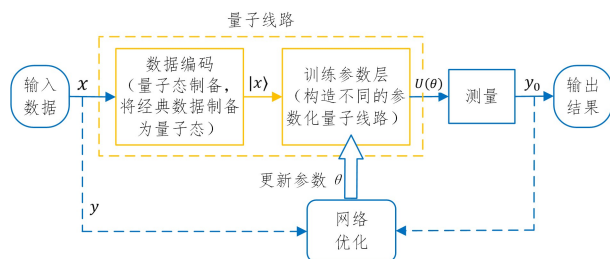 量子线路
输入
数据
x
数据编码
（量子态制备，
将经典数据制备
为量子态）
|x⟩
训练参数层
（构造不同的参
数化量子线路）
U(θ)
测量
y₀
输出
结果
更新参数 θ
y
网络
优化